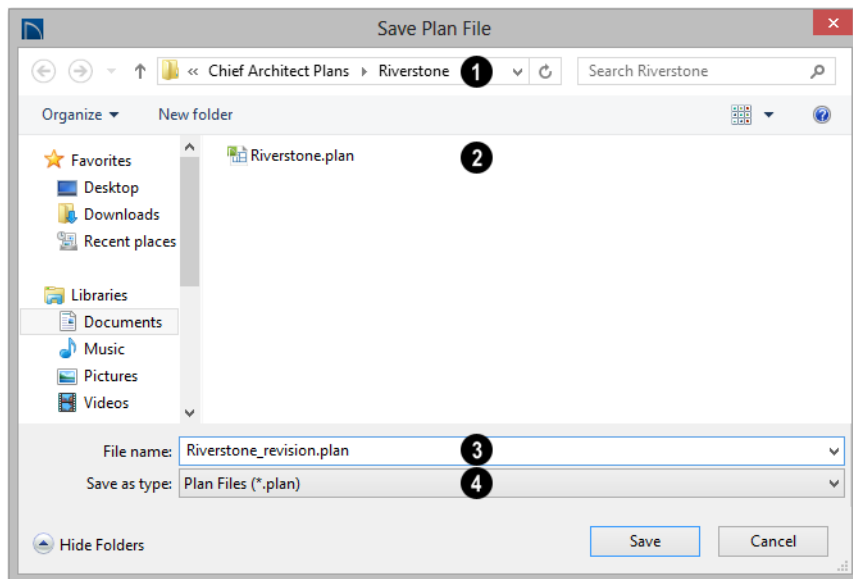 Save Plan File
« Chief Architect Plans Riverstone 1 Search Riverstone
Organize New folder
Favorites
Desktop
Downloads
Recent places
Libraries
Documents
Music
Pictures
Videos
Riverstone.plan 2
File name: Riverstone_revision.plan 3
Save as type: Plan Files (*.plan) 4
Hide Folders Save Cancel